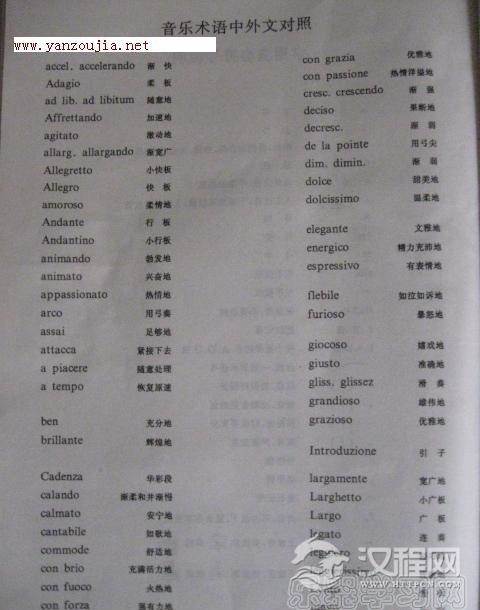 www.yanzoujia.net
音乐术语中外文对照
accel. accelerando 渐快
Adagio 柔板
ad lib. ad libitum 随意地
Affrettando 加速地
agitato 激动地
allarg. allargando 渐宽广
Allegretto 小快板
Allegro 快板
amoroso 柔情地
Andante 行板
Andantino 小行板
animando 勃发地
animato 兴奋地
appassionato 热情地
arco 用弓奏
assai 足够地
attacca 紧接下去
a piacere 随意处理
a tempo 恢复原速
ben 充分地
brillante 辉煌地
Cadenza 华彩段
calando 渐柔和并渐慢
calmato 安宁地
cantabile 如歌地
commode 舒适地
con brio 充满活力地
con fuoco 火热地
con forza 强有力地
con grazia 优雅地
con passione 热情洋溢地
cresc. crescendo 渐强
deciso 果断地
decresc. 渐弱
de la pointe 用弓尖
dim. dimin. 渐弱
dolce 甜美地
dolcissimo 温柔地
elegante 文雅地
energico 精力充沛地
espressivo 有表情地
flebile 如泣如诉地
furioso 暴怒地
giocoso 嬉戏地
giusto 准确地
gliss. glissez 滑奏
grandioso 雄伟地
grazioso 优雅地
Introduzione 引子
largamente 宽广地
Larghetto 小广板
Largo 广板
legato 连奏
汉程网
WWW.HTTPCN.COM